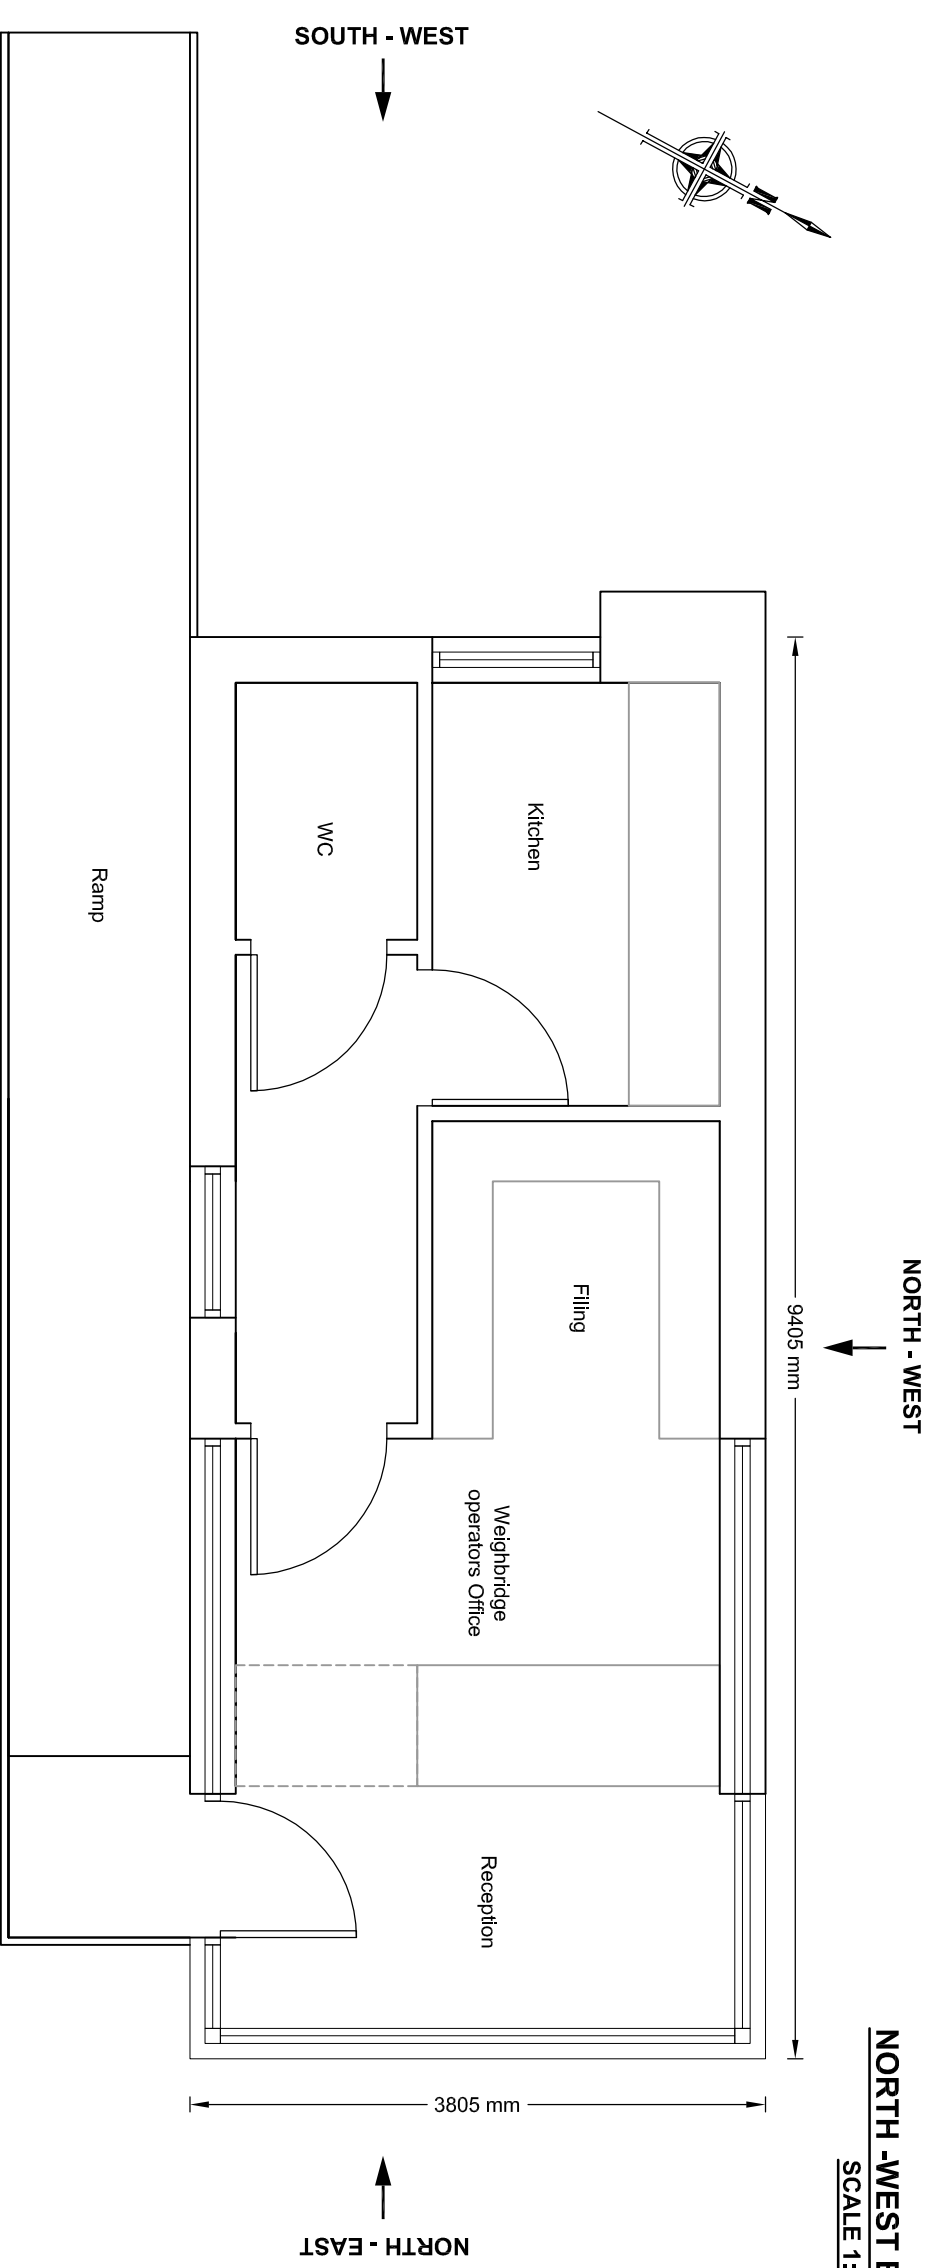 SOUTH - WEST
N
NORTH - WEST
9405 mm
Kitchen
WC
Ramp
Filing
Weighbridge
operators Office
Reception
3805 mm
NORTH - EAST
NORTH -WEST
SCALE 1: